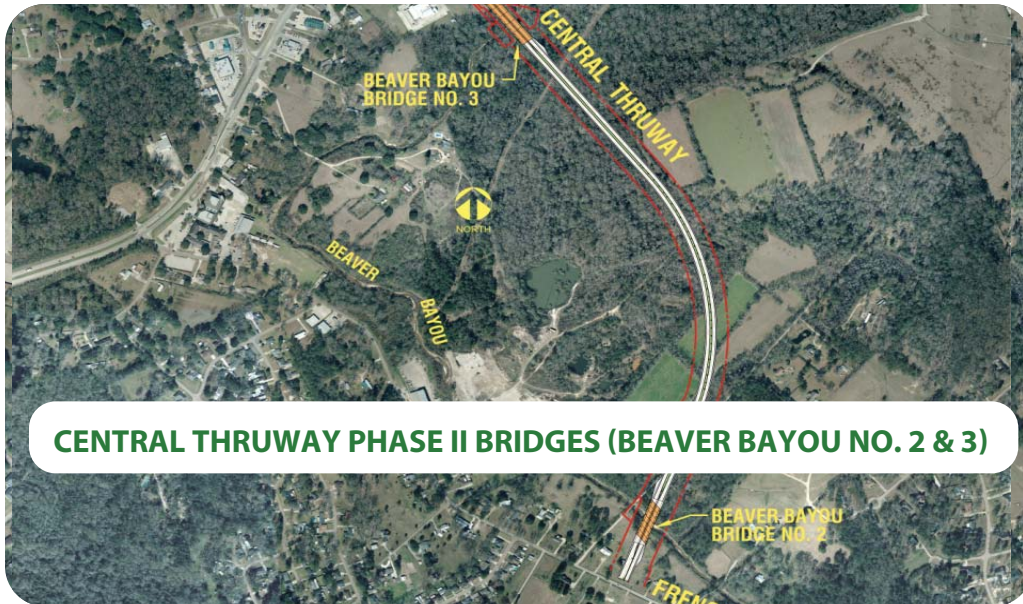 CENTRAL THRUWAY
BEAVER BAYOU
BRIDGE NO. 3
NORTH
BEAVER
BAYOU
CENTRAL THRUWAY PHASE II BRIDGES (BEAVER BAYOU NO. 2 & 3)
BEAVER BAYOU
BRIDGE NO. 2